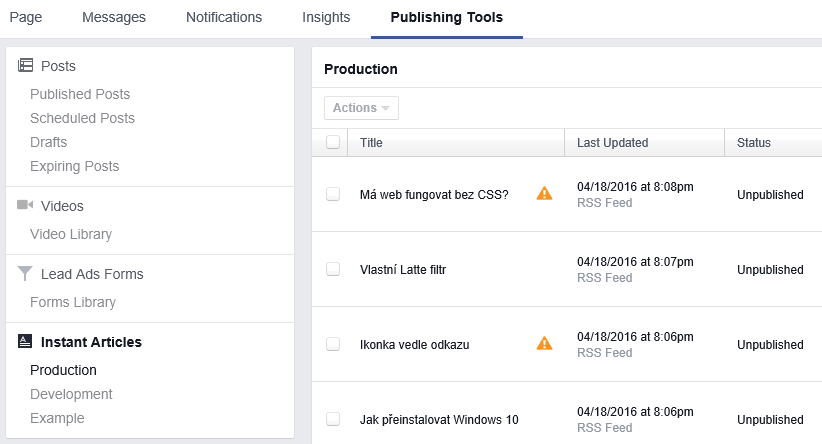 Page Messages Notifications Insights Publishing Tools
Posts
Published Posts
Scheduled Posts
Drafts
Expiring Posts
Videos
Video Library
Lead Ads Forms
Forms Library
Instant Articles
Production
Development
Example
Production
Actions
Title Last Updated Status
Má web fungovat bez CSS? 04/18/2016 at 8:08pm Unpublished
RSS Feed
Vlastní Latte filtr 04/18/2016 at 8:07pm Unpublished
RSS Feed
Ikonka vedle odkazu 04/18/2016 at 8:06pm Unpublished
RSS Feed
Jak přeinstalovat Windows 10 04/18/2016 at 8:06pm Unpublished
RSS Feed